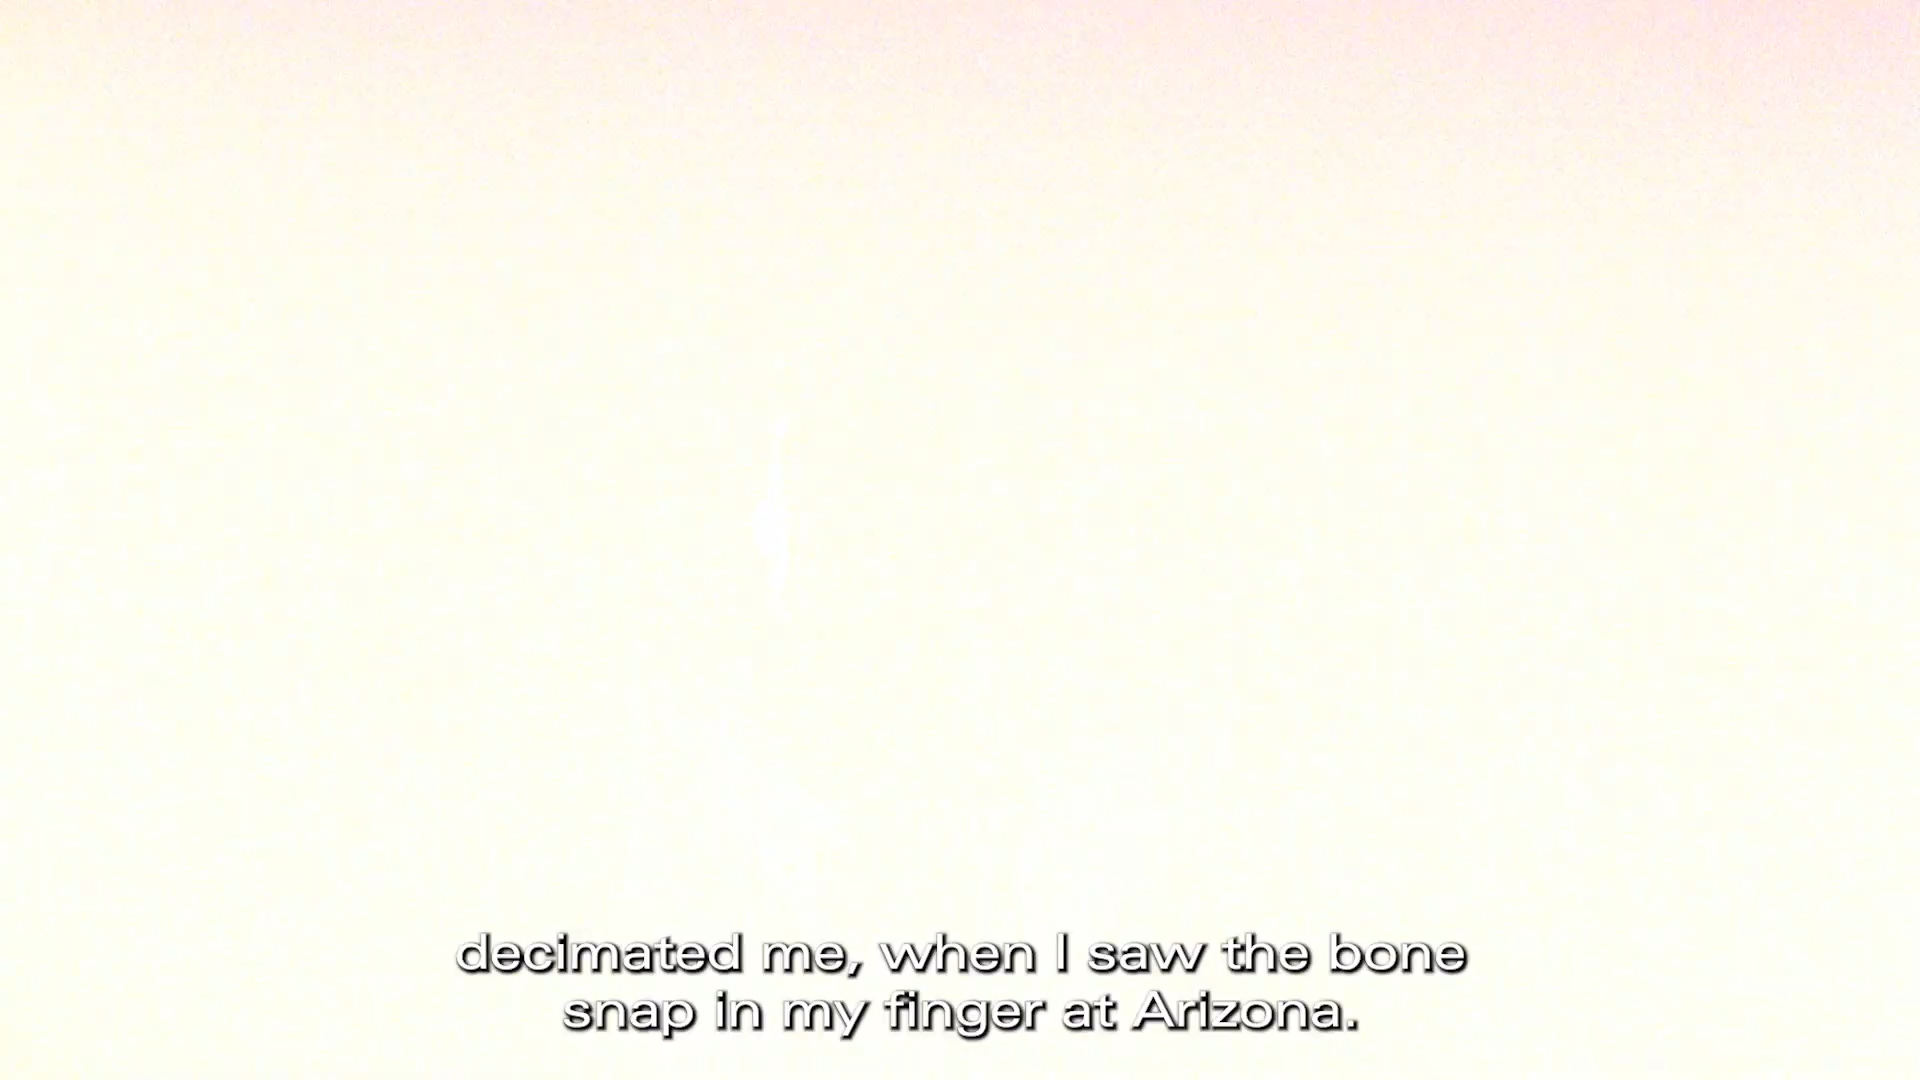 decimated me, when I saw the bone
snap in my finger at Arizona.